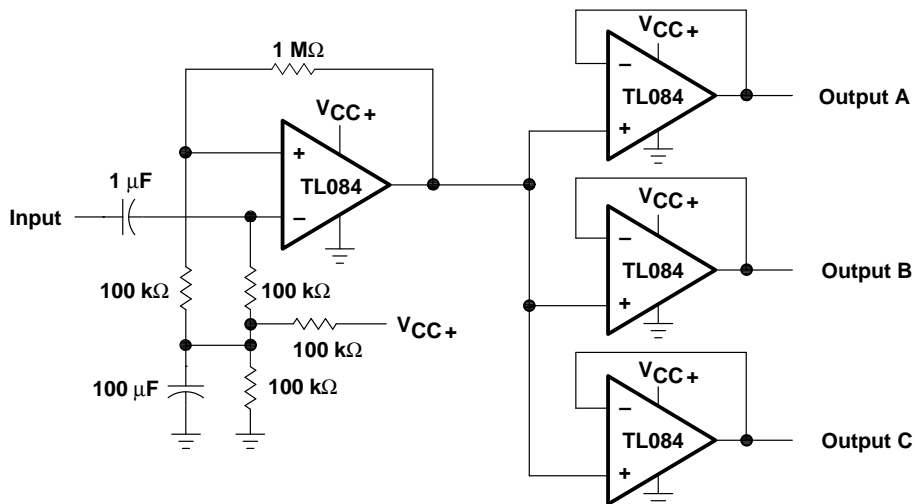 1 MΩ
VCC+
+
TL084
−
1 μF
Input
100 kΩ
100 kΩ
VCC+
100 kΩ
100 μF
100 kΩ
VCC+
−
TL084
+
Output A
VCC+
−
TL084
+
Output B
VCC+
−
TL084
+
Output C